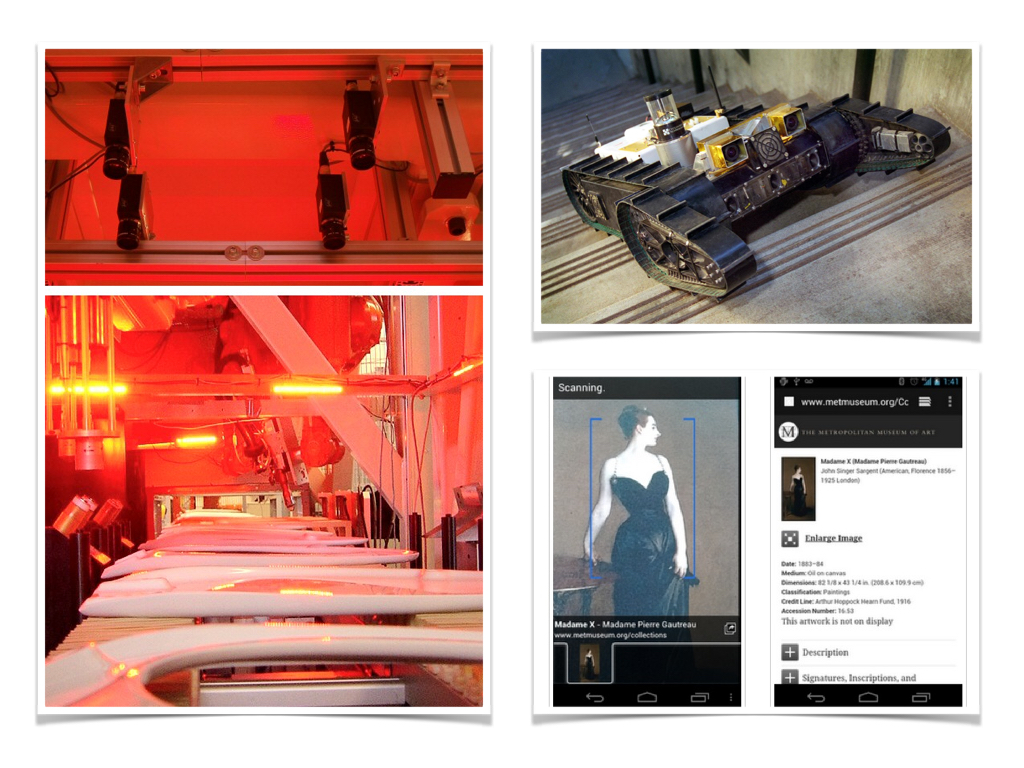 Scanning.
Madame X - Madame Pierre Gautreau
www.metmuseum.org/collections
1:41
www.metmuseum.org/Cc
M THE METROPOLITAN MUSEUM OF ART
Madame X (Madame Pierre Gautreau)
John Singer Sargent (American, Florence 1856–
1925 London)
Enlarge Image
Date: 1883–84
Medium: Oil on canvas
Dimensions: 82 1/8 x 43 1/4 in. (208.6 x 109.9 cm)
Classification: Paintings
Credit Line: Arthur Hoppock Hearn Fund, 1916
Accession Number: 16.53
This artwork is not on display
Description
Signatures, Inscriptions, and